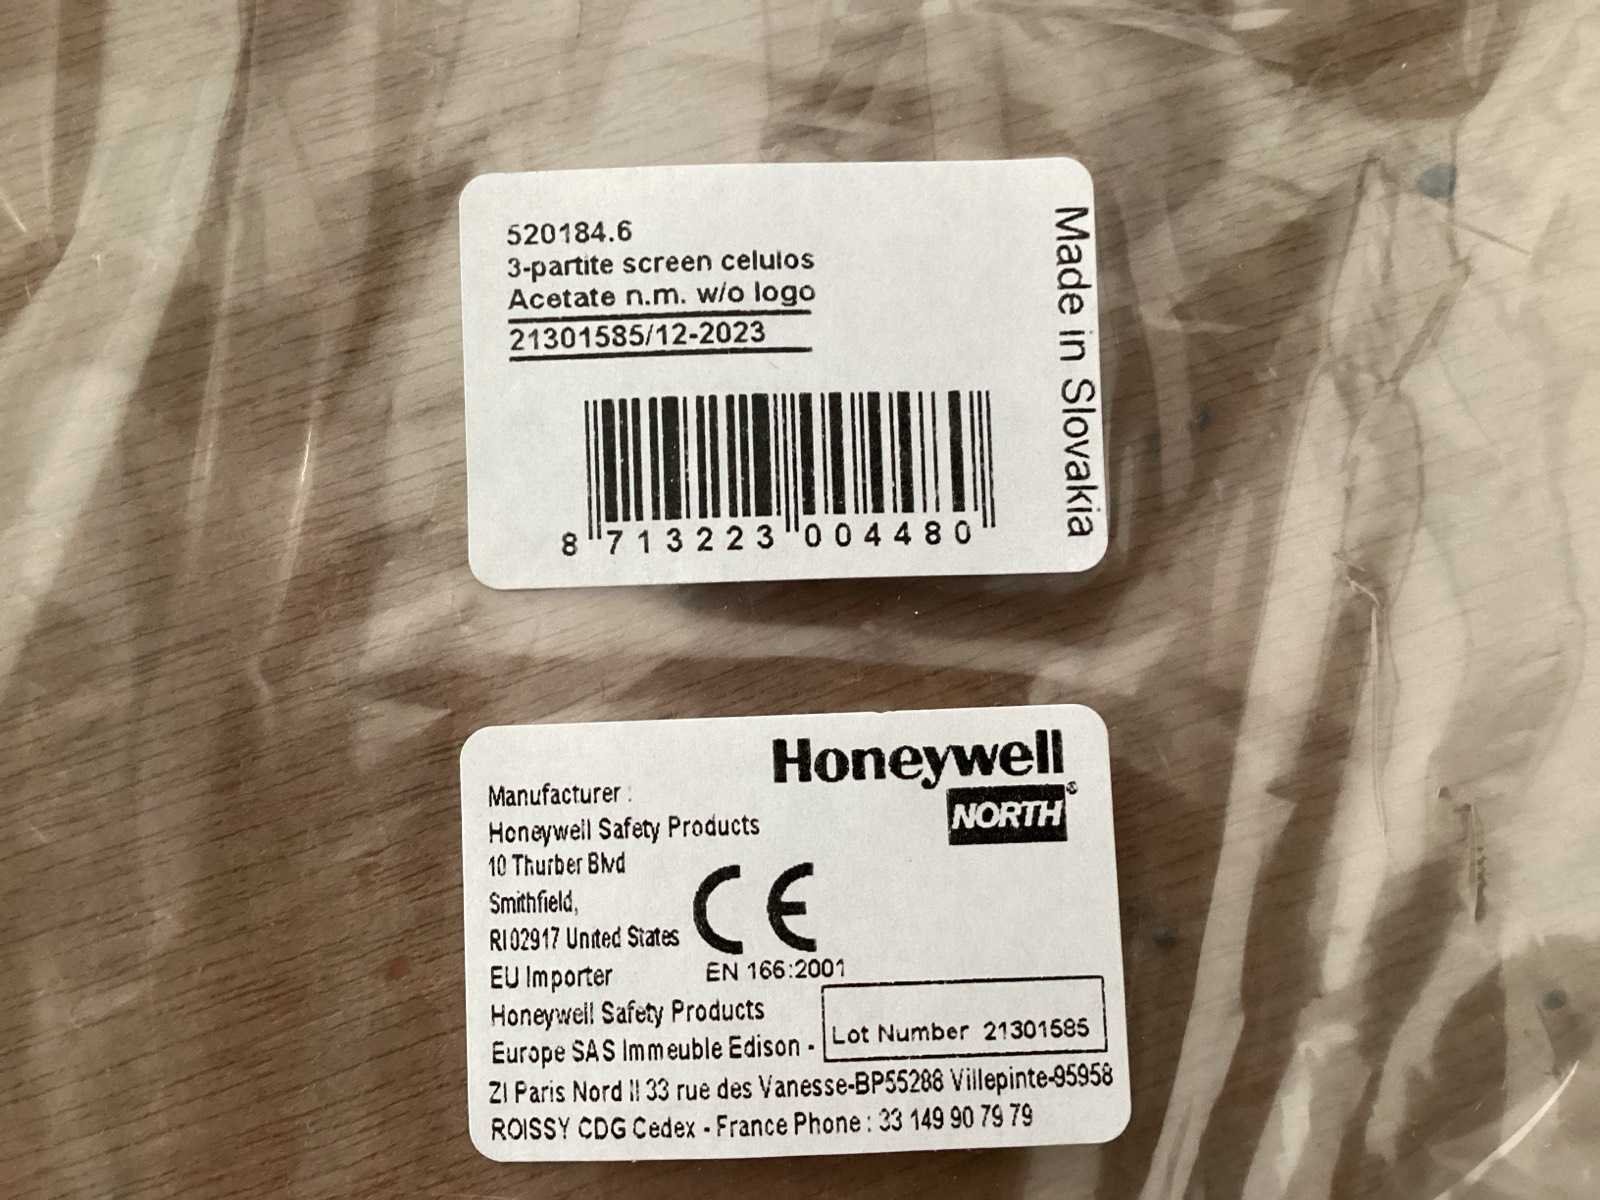 520184.6
3-partite screen celulos
Acetate n.m. w/o logo
21301585/12-2023
8 713223 004480
Made in Slovakia
Honeywell
NORTH®
Manufacturer :
Honeywell Safety Products
10 Thurber Blvd
Smithfield,
RI 02917 United States
CE
EU Importer
EN 166:2001
Honeywell Safety Products
Europe SAS Immeuble Edison -
Lot Number 21301585
ZI Paris Nord II 33 rue des Vanesse-BP55288 Villepinte-95958
ROISSY CDG Cedex - France Phone : 33 149 90 79 79